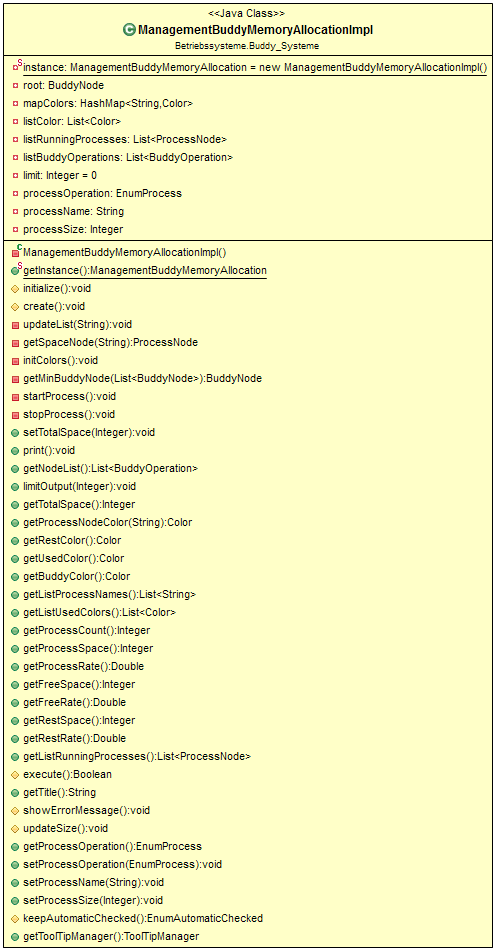 <<Java Class>>
ManagementBuddyMemoryAllocationImpl
Betriebssysteme.Buddy_Systeme
instance: ManagementBuddyMemoryAllocation = new ManagementBuddyMemoryAllocationImpl()
root: BuddyNode
mapColors: HashMap<String,Color>
listColor: List<Color>
listRunningProcesses: List<ProcessNode>
listBuddyOperations: List<BuddyOperation>
limit: Integer = 0
processOperation: EnumProcess
processName: String
processSize: Integer
ManagementBuddyMemoryAllocationImpl()
getInstance():ManagementBuddyMemoryAllocation
initialize():void
create():void
updateList(String):void
getSpaceNode(String):ProcessNode
initColors():void
getMinBuddyNode(List<BuddyNode>):BuddyNode
startProcess():void
stopProcess():void
setTotalSpace(Integer):void
print():void
getNodeList():List<BuddyOperation>
limitOutput(Integer):void
getTotalSpace():Integer
getProcessNodeColor(String):Color
getRestColor():Color
getUsedColor():Color
getBuddyColor():Color
getListProcessNames():List<String>
getListUsedColors():List<Color>
getProcessCount():Integer
getProcessSpace():Integer
getProcessRate():Double
getFreeSpace():Integer
getFreeRate():Double
getRestSpace():Integer
getRestRate():Double
getListRunningProcesses():List<ProcessNode>
execute():Boolean
getTitle():String
showErrorMessage():void
updateSize():void
getProcessOperation():EnumProcess
setProcessOperation(EnumProcess):void
setProcessName(String):void
setProcessSize(Integer):void
keepAutomaticChecked():EnumAutomaticChecked
getToolTipManager():ToolTipManager